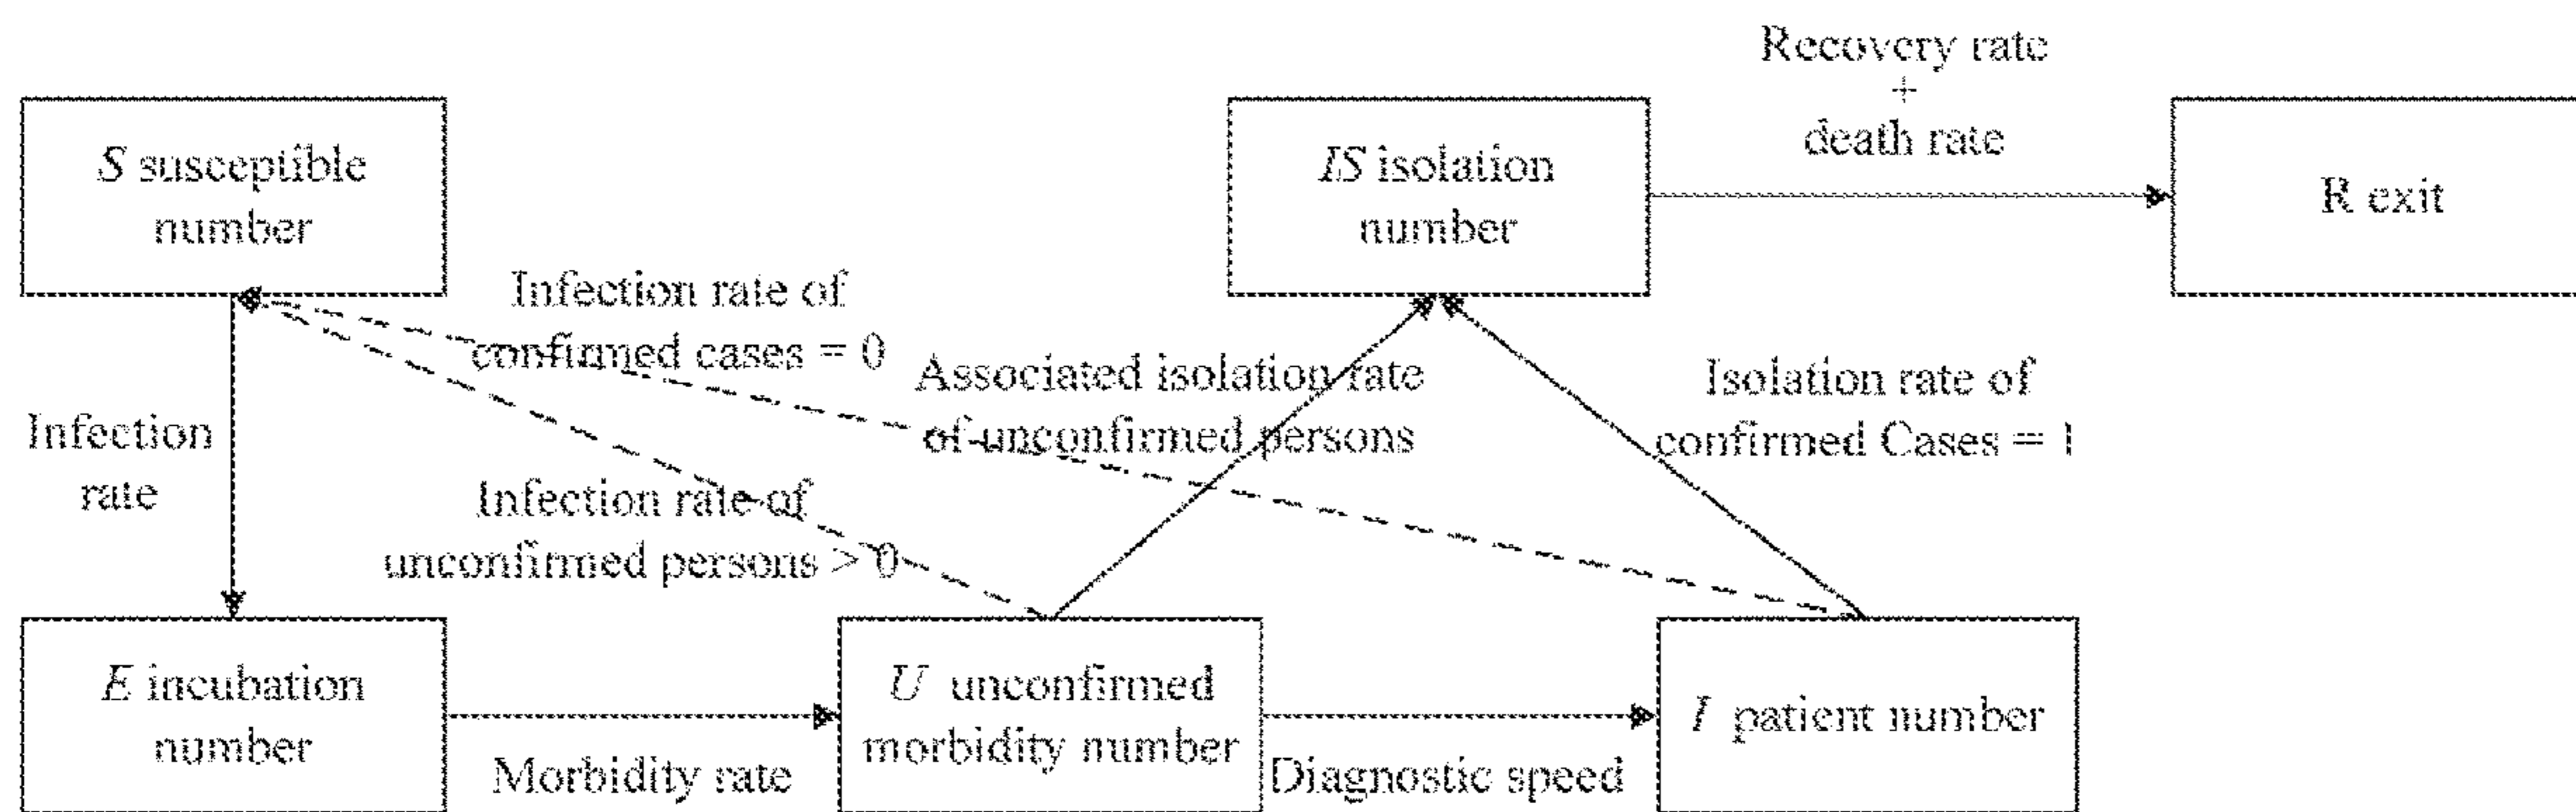 Recovery rate
+
death rate
S susceptible
number
IS isolation
number
R exit
Infection rate of
confirmed cases = 0
Associated isolation rate
of unconfirmed persons
Isolation rate of
confirmed Cases = 1
Infection
rate
Infection rate of
unconfirmed persons > 0
E incubation
number
U unconfirmed
morbidity number
I patient number
Morbidity rate
Diagnostic speed